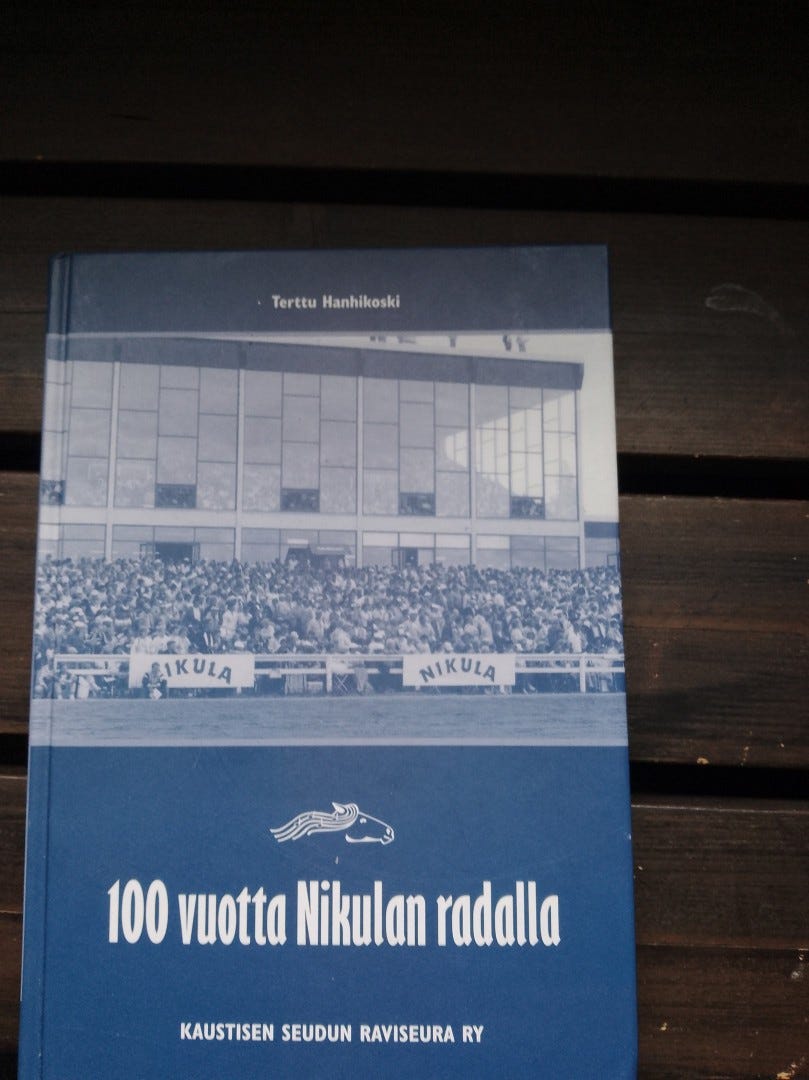 Terttu Hanhikoski
NIKULA
NIKULA
100 vuotta Nikulan radalla
KAUSTISEN SEUDUN RAVISEURA RY